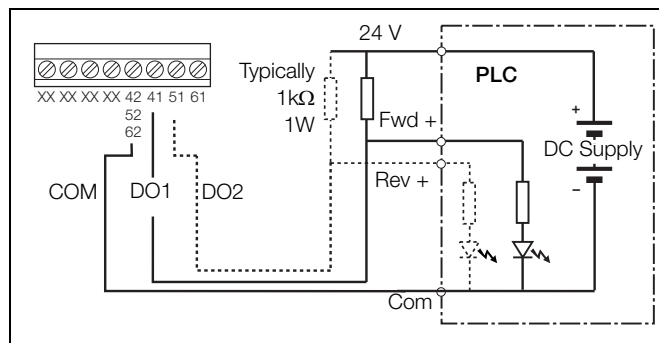 24 V
Typically
1kΩ
1W
PLC
XX XX XX XX 42 41 51 61
52
62
Fwd +
+
DC Supply
–
Rev +
COM
DO1
DO2
Com